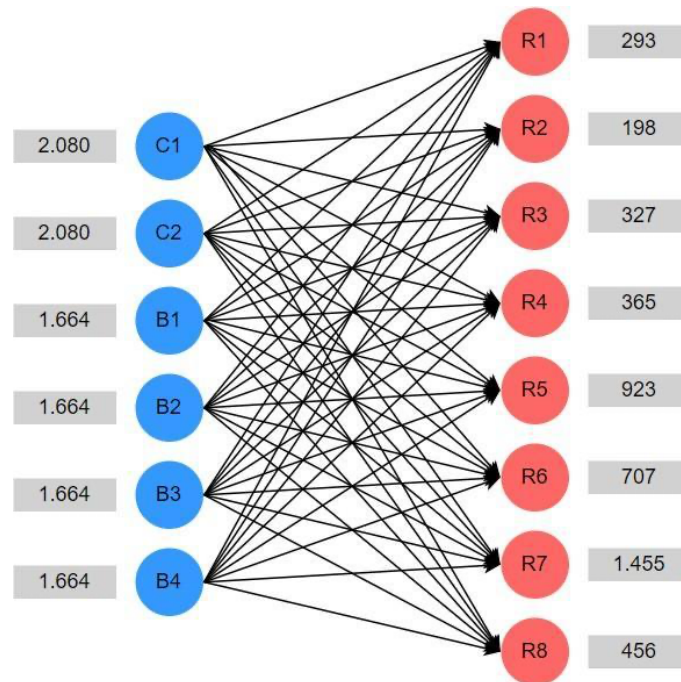 R1 293
R2 198
2.080 C1
R3 327
2.080 C2
R4 365
1.664 B1
R5 923
1.664 B2
R6 707
1.664 B3
R7 1.455
1.664 B4
R8 456